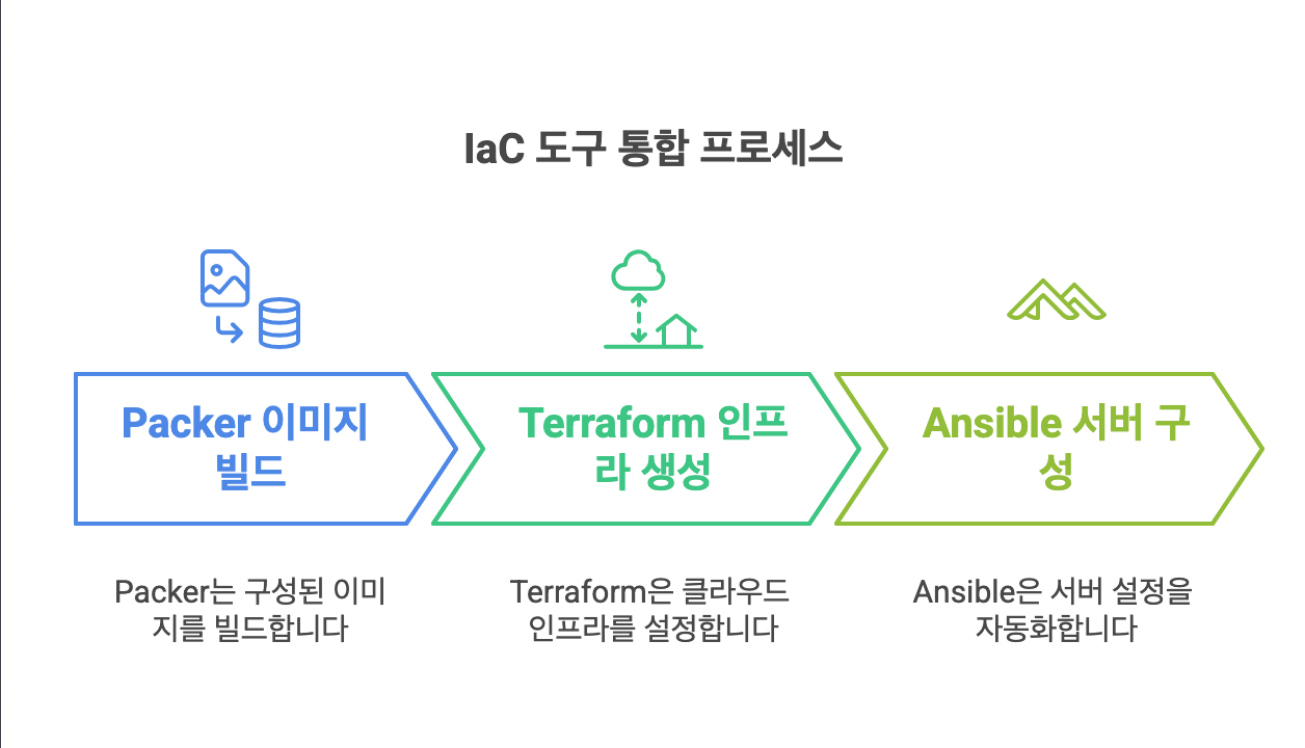 IaC 도구 통합 프로세스
Packer 이미지
빌드
Terraform 인프
라 생성
Ansible 서버 구
성
Packer는 구성된 이미
지를 빌드합니다
Terraform은 클라우드
인프라를 설정합니다
Ansible은 서버 설정을
자동화합니다